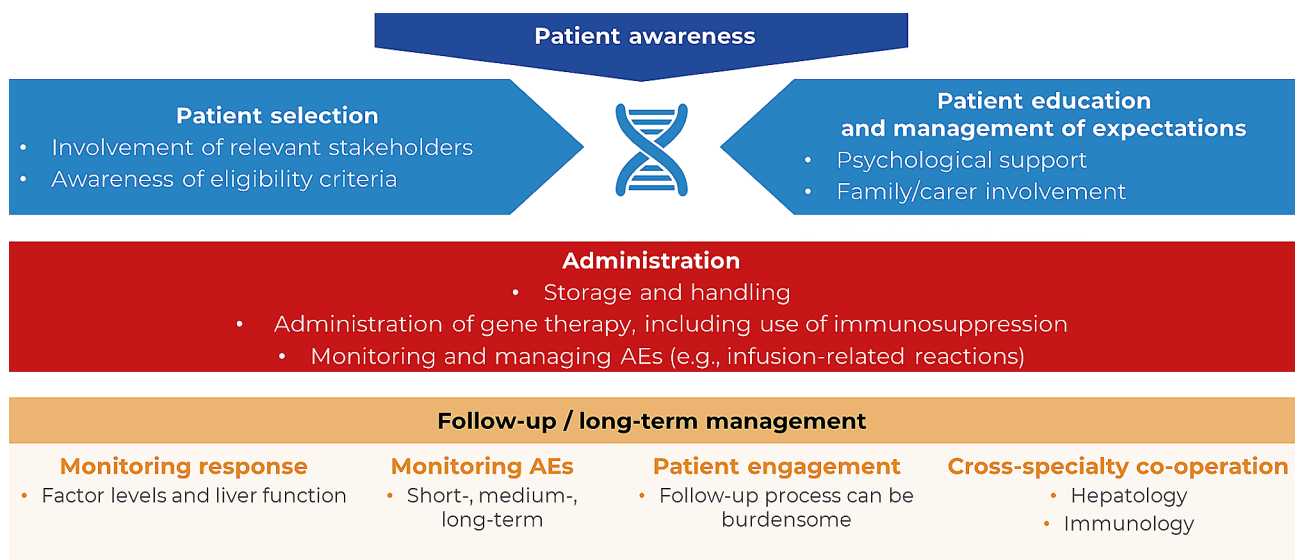 Patient awareness
Patient selection
• Involvement of relevant stakeholders
• Awareness of eligibility criteria
Patient education
and management of expectations
• Psychological support
• Family/carer involvement
Administration
• Storage and handling
• Administration of gene therapy, including use of immunosuppression
• Monitoring and managing AEs (e.g., infusion-related reactions)
Follow-up / long-term management
Monitoring response
• Factor levels and liver function
Monitoring AEs
• Short-, medium-,
long-term
Patient engagement
• Follow-up process can be
burdensome
Cross-specialty co-operation
• Hepatology
• Immunology